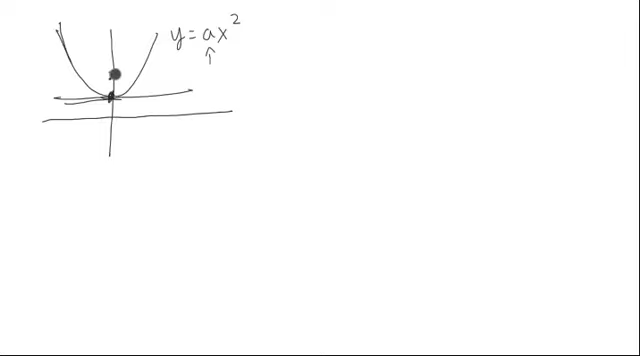 y = ax²